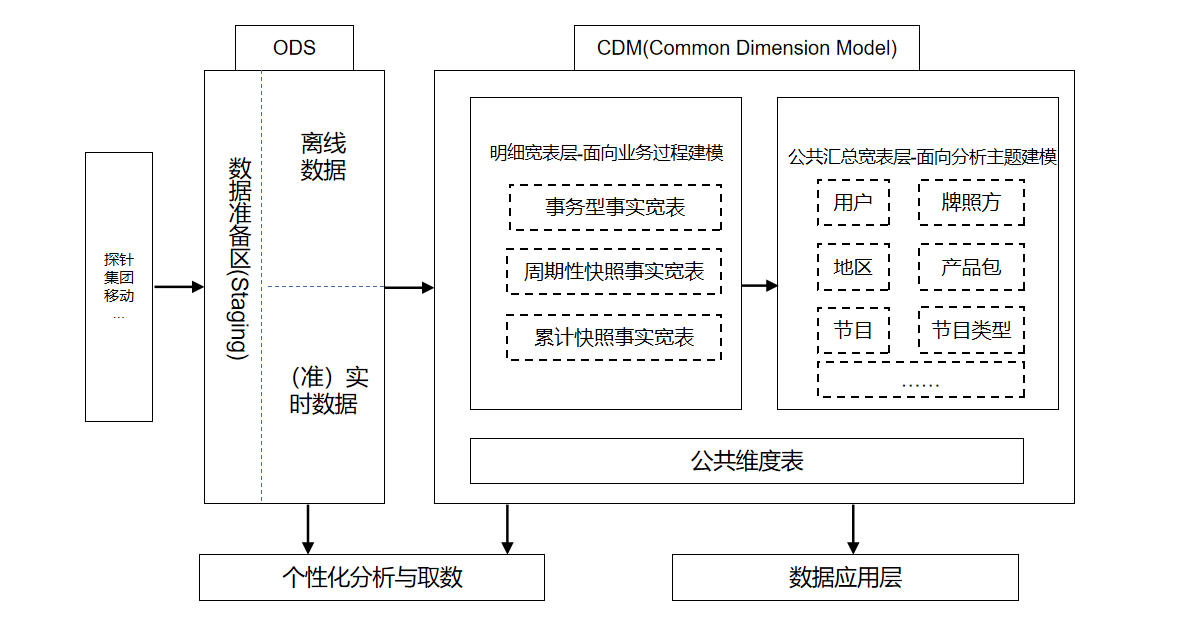 ODS
CDM(Common Dimension Model)
探针
集团
移动
...
数据准备区(Staging)
离线
数据
（准）实
时数据
明细宽表层-面向业务过程建模
事务型事实宽表
周期性快照事实宽表
累计快照事实宽表
公共汇总宽表层-面向分析主题建模
用户
牌照方
地区
产品包
节目
节目类型
......
公共维度表
个性化分析与取数
数据应用层